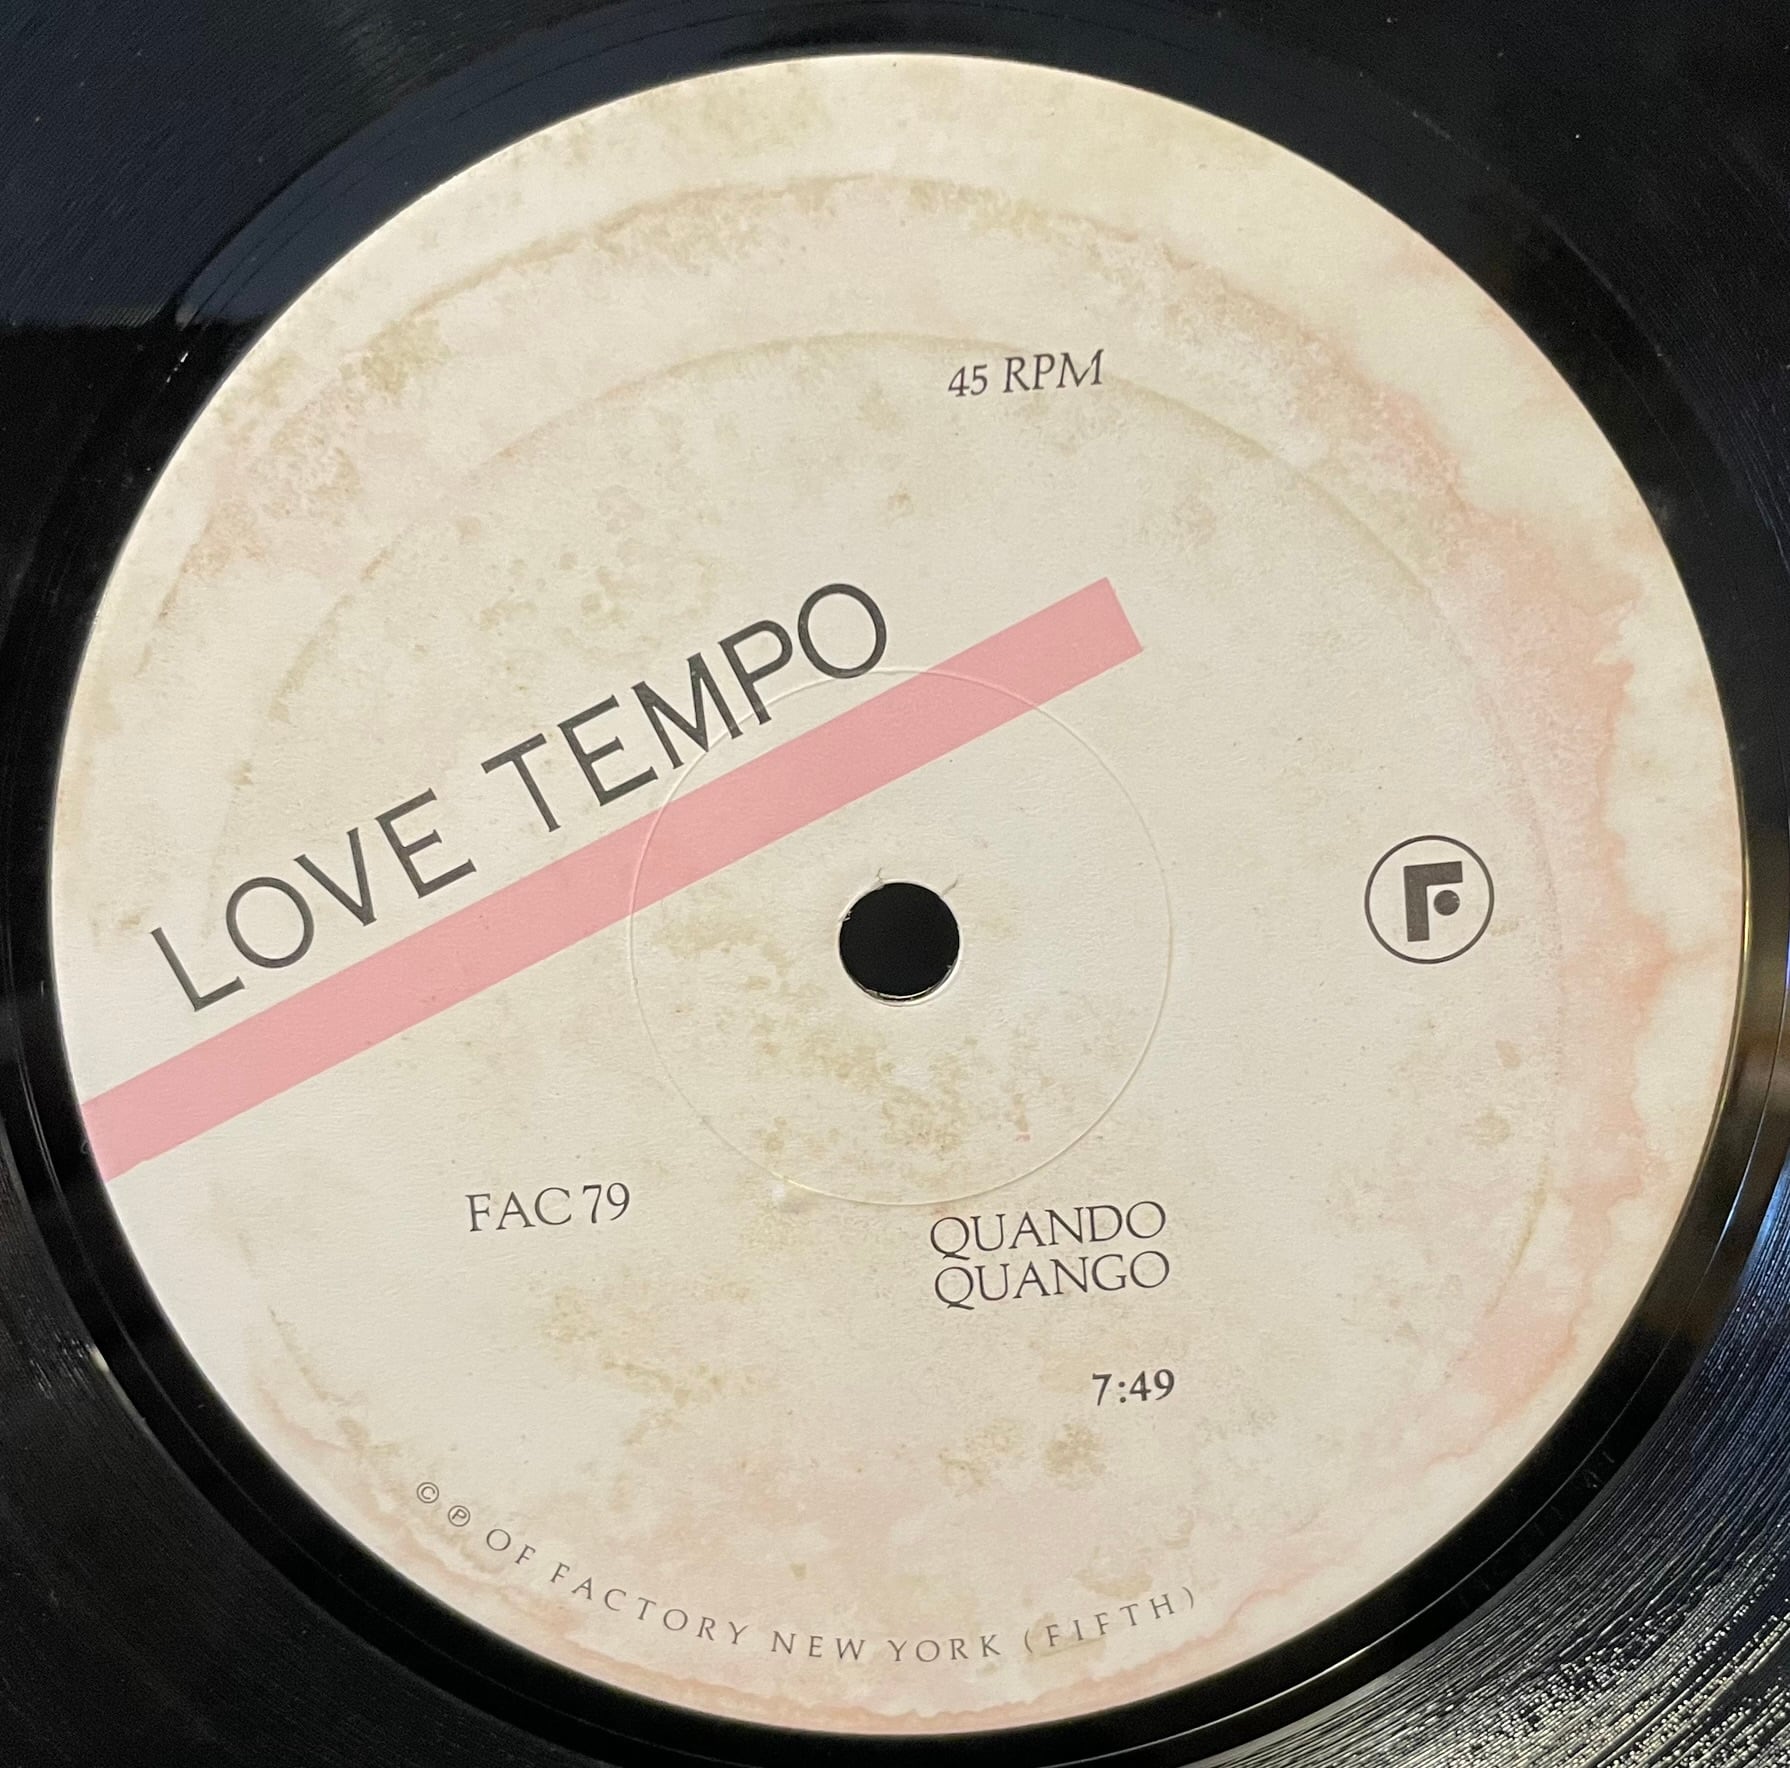 45 RPM
LOVE TEMPO
F
FAC 79
QUANDO
QUANGO
7:49
© ℗ OF FACTORY NEW YORK (FIFTH)